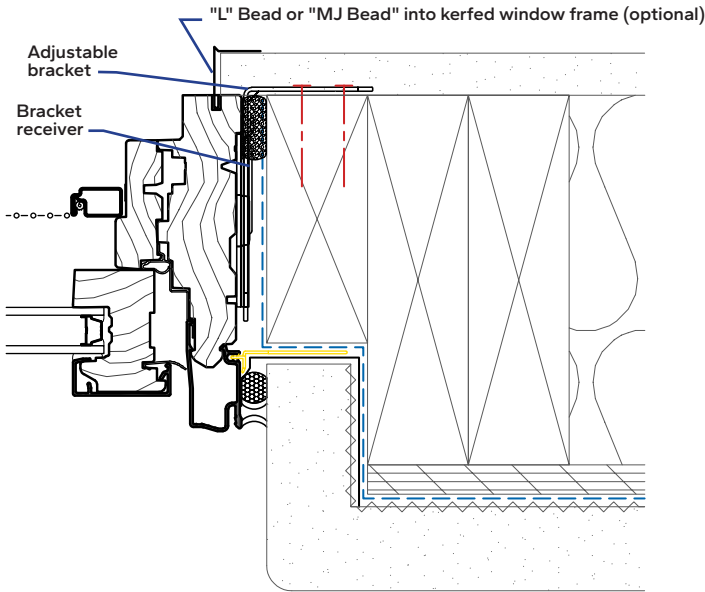 "L" Bead or "MJ Bead" into kerfed window frame (optional)
Adjustable
bracket
Bracket
receiver